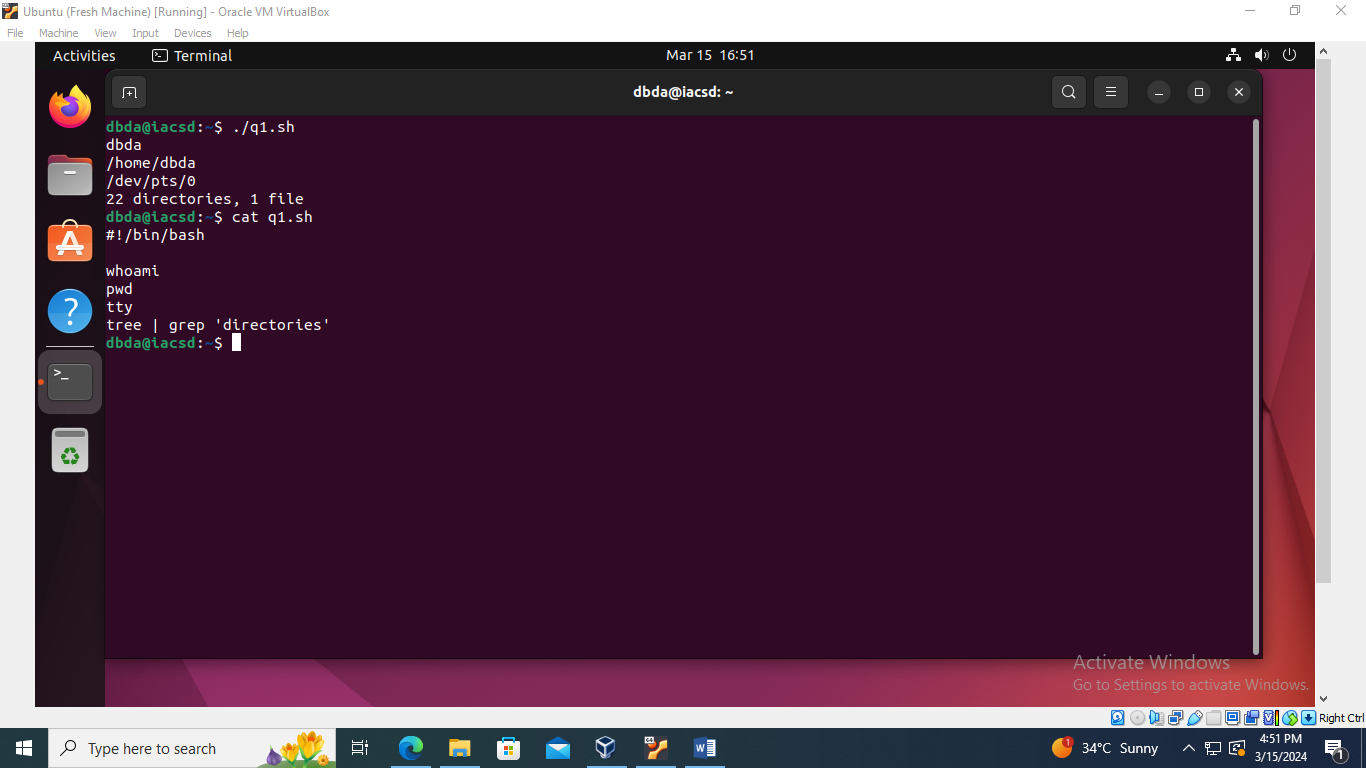 Ubuntu (Fresh Machine) [Running] - Oracle VM VirtualBox
File Machine View Input Devices Help
Activities Terminal Mar 15 16:51
dbda@iacsd: ~
dbda@iacsd:~$ ./q1.sh
dbda
/home/dbda
/dev/pts/0
22 directories, 1 file
dbda@iacsd:~$ cat q1.sh
#!/bin/bash
whoami
pwd
tty
tree | grep 'directories'
dbda@iacsd:~$
Activate Windows
Go to Settings to activate Windows.
Right Ctrl
Type here to search
34°C Sunny
4:51 PM
3/15/2024